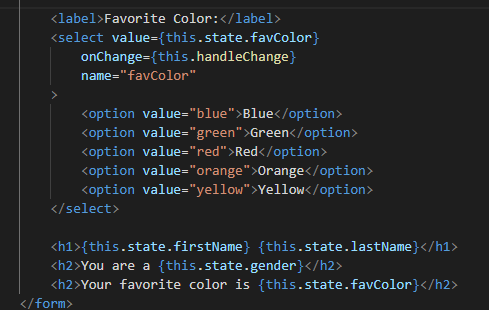 <label>Favorite Color:</label>
<select value={this.state.favColor}
onChange={this.handleChange}
name="favColor"
>
<option value="blue">Blue</option>
<option value="green">Green</option>
<option value="red">Red</option>
<option value="orange">Orange</option>
<option value="yellow">Yellow</option>
</select>
<h1>{this.state.firstName} {this.state.lastName}</h1>
<h2>You are a {this.state.gender}</h2>
<h2>Your favorite color is {this.state.favColor}</h2>
</form>